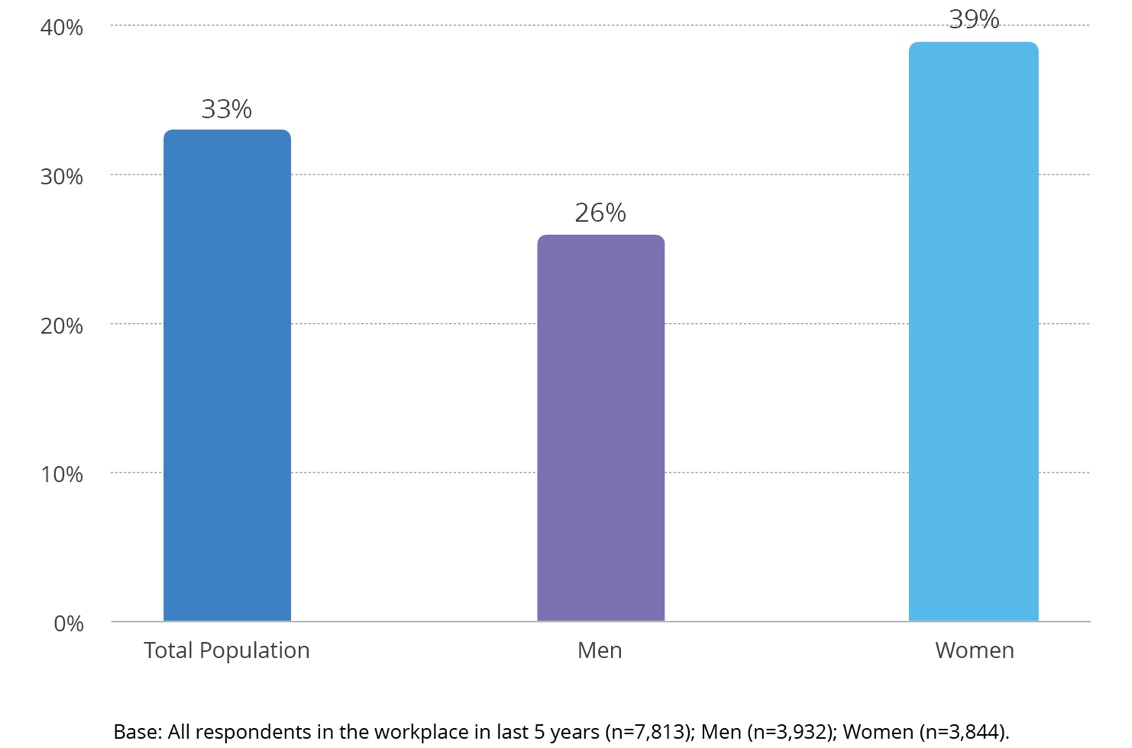 40%
39%
33%
30%
26%
20%
10%
0%
Total Population
Men
Women
Base: All respondents in the workplace in last 5 years (n=7,813); Men (n=3,932); Women (n=3,844).